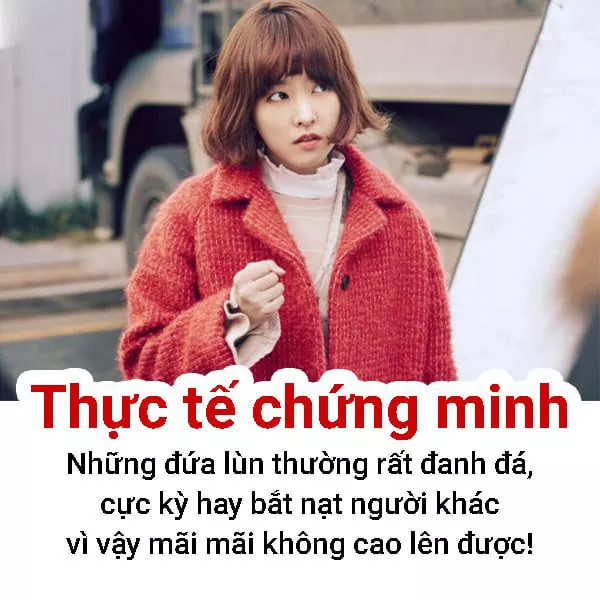 Thực tế chứng minh
Những đứa lùn thường rất đanh đá,
cực kỳ hay bắt nạt người khác
vì vậy mãi mãi không cao lên được!